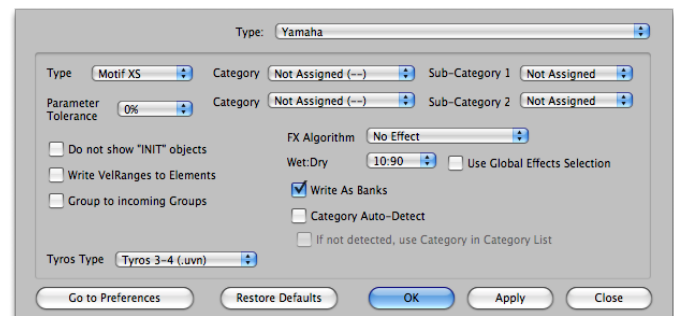 Type: Yamaha
Type Motif XS Category Not Assigned (--) Sub-Category 1 Not Assigned
Parameter Tolerance 0% Category Not Assigned (--) Sub-Category 2 Not Assigned
FX Algorithm No Effect
Do not show "INIT" objects
Wet:Dry 10:90 Use Global Effects Selection
Write VelRanges to Elements
Write As Banks
Group to incoming Groups
Category Auto-Detect
If not detected, use Category in Category List
Tyros Type Tyros 3-4 (.uvn)
Go to Preferences Restore Defaults OK Apply Close